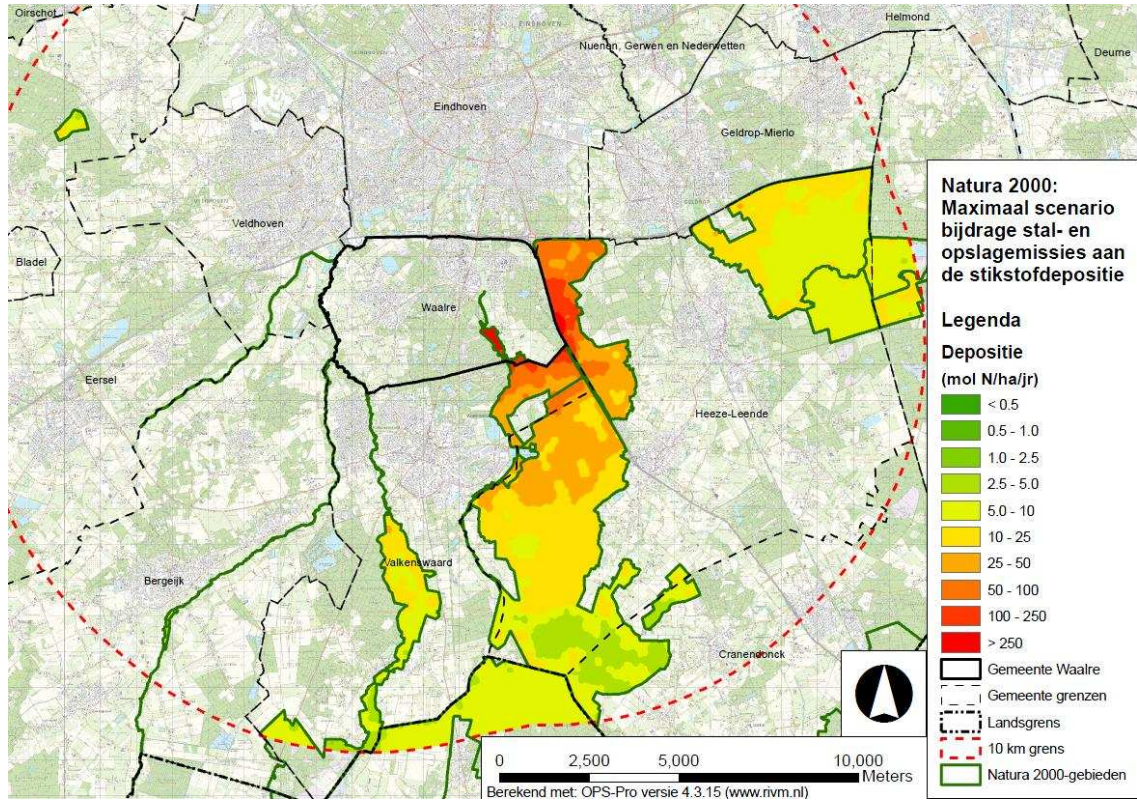 Oirschot
Helmond
Nuenen, Gerwen en Nederwetten
Deurne
EINDHOVEN
Eindhoven
Geldrop-Mierlo
Veldhoven
GELDROP
Bladel
Waalre
Eersel
Heeze-Leende
Bergeijk
Valkenswaard
Cranendonck
Natura 2000:
Maximaal scenario
bijdrage stal- en
opslagemissies aan
de stikstofdepositie
Legenda
Depositie
(mol N/ha/jr)
< 0.5
0.5 - 1.0
1.0 - 2.5
2.5 - 5.0
5.0 - 10
10 - 25
25 - 50
50 - 100
100 - 250
> 250
Gemeente Waalre
Gemeente grenzen
Landsgrens
10 km grens
Natura 2000-gebieden
0 2,500 5,000 10,000
Meters
Berekend met: OPS-Pro versie 4.3.15 (www.rivm.nl)